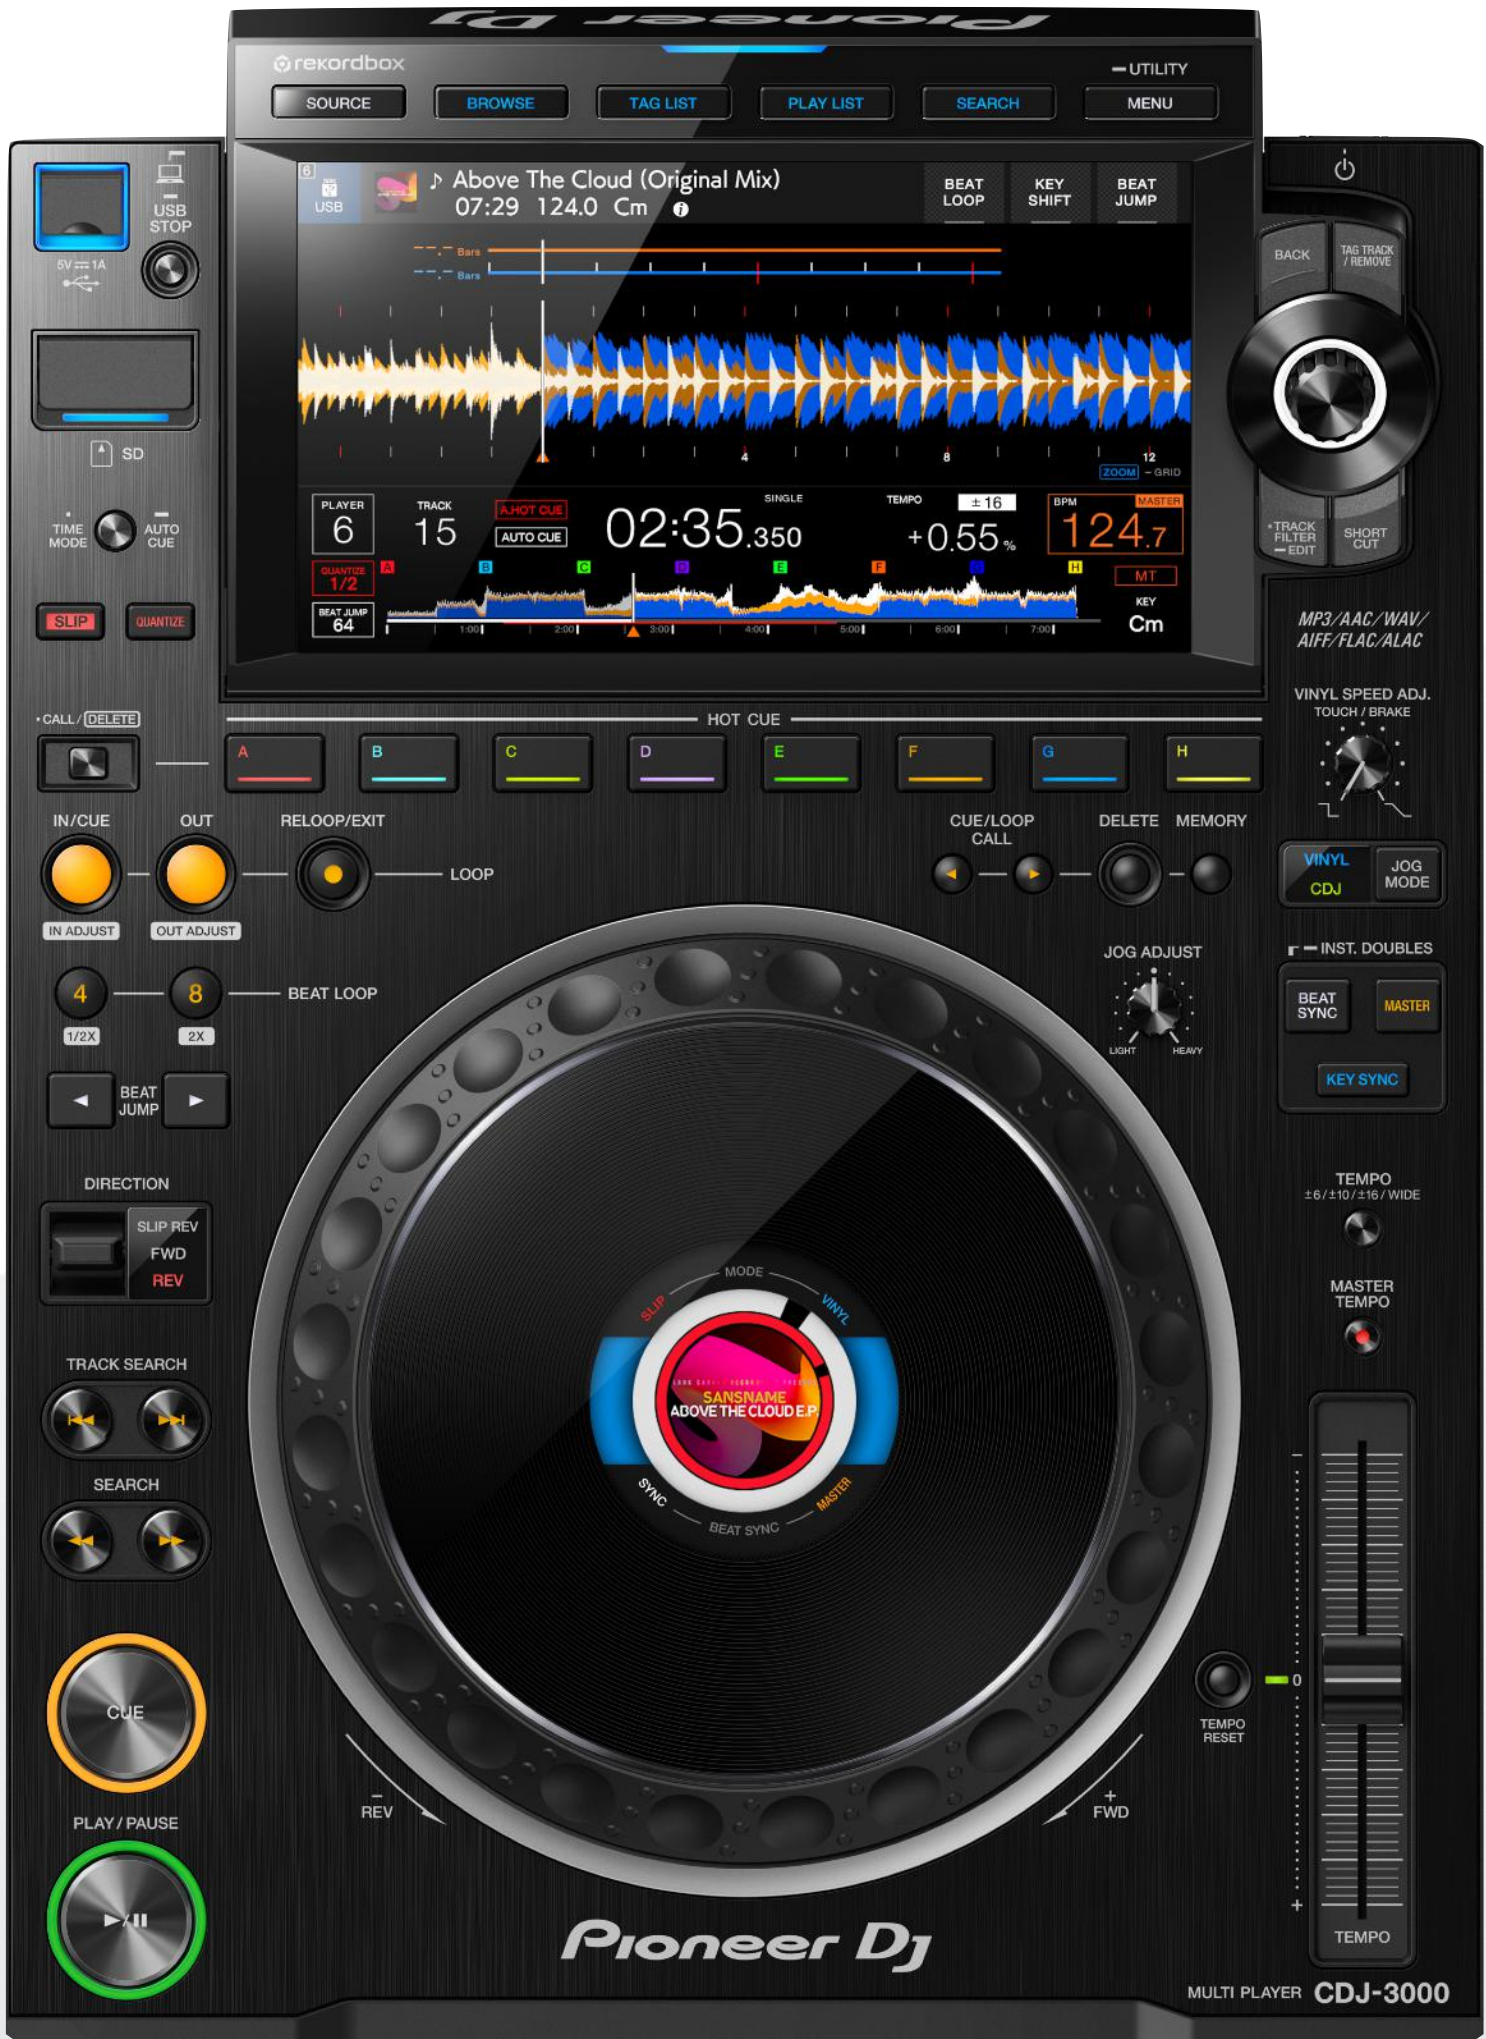 Pioneer Dj
rekordbox
UTILITY
SOURCE
BROWSE
TAG LIST
PLAY LIST
SEARCH
MENU
USB
STOP
5V 1A
SD
TIME
MODE
AUTO
CUE
SLIP
QUANTIZE
6
USB
Above The Cloud (Original Mix)
07:29 124.0 Cm
BEAT
LOOP
KEY
SHIFT
BEAT
JUMP
--.- Bars
--.- Bars
4 8 12
ZOOM - GRID
PLAYER
6
TRACK
15
A.HOT CUE
AUTO CUE
02:35.350
SINGLE
TEMPO
±16
+0.55%
BPM
MASTER
124.7
QUANTIZE
1/2
A B C D E F G H
MT
BEAT JUMP
64
1:00 2:00 3:00 4:00 5:00 6:00 7:00
KEY
Cm
BACK
TAG TRACK
/ REMOVE
•TRACK
FILTER
EDIT
SHORT
CUT
MP3/AAC/WAV/
AIFF/FLAC/ALAC
•CALL/DELETE
HOT CUE
A B C D E F G H
VINYL SPEED ADJ.
TOUCH / BRAKE
IN/CUE
OUT
RELOOP/EXIT
LOOP
IN ADJUST
OUT ADJUST
CUE/LOOP
CALL
DELETE
MEMORY
VINYL
CDJ
JOG
MODE
4
8
BEAT LOOP
1/2X
2X
JOG ADJUST
LIGHT
HEAVY
INST. DOUBLES
BEAT
SYNC
MASTER
KEY SYNC
BEAT
JUMP
DIRECTION
SLIP REV
FWD
REV
TEMPO
±6/±10/±16/WIDE
MASTER
TEMPO
TRACK SEARCH
SEARCH
MODE
SLIP
VINYL
SANSNAME
ABOVE THE CLOUD E.P.
SYNC
BEAT SYNC
MASTER
CUE
PLAY/PAUSE
−
REV
+
FWD
TEMPO
RESET
−
0
+
TEMPO
Pioneer Dj
MULTI PLAYER CDJ-3000